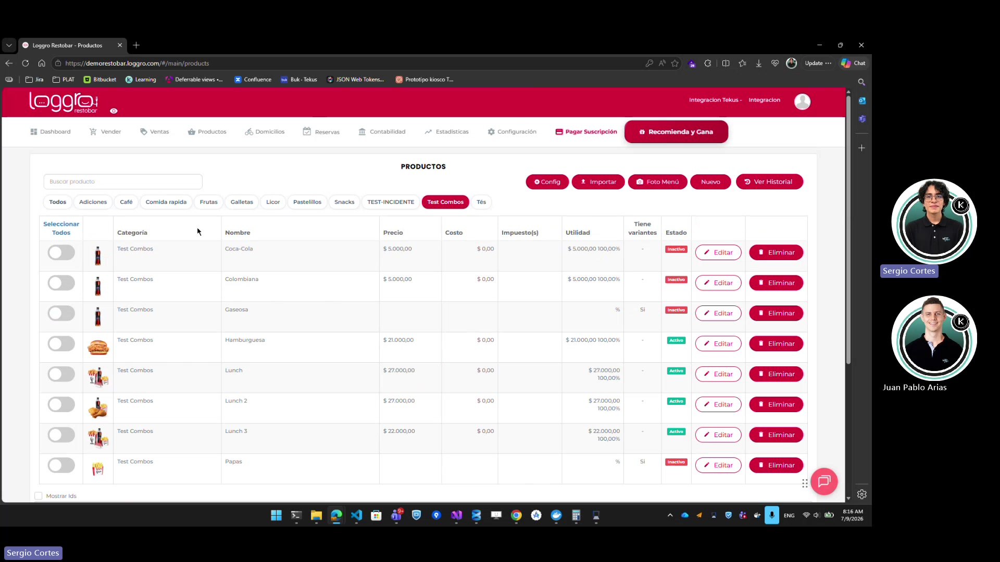 Loggro Restobar - Productos
https://demorestobar.loggro.com/#/main/products
Update
Chat
Jira
PLAT
Bitbucket
Learning
Deferrable views •...
Confluence
Buk - Tekus
JSON Web Tokens...
Prototipo kiosco T...
loggro
restobar
Integracion Tekus - Integracion
Dashboard
Vender
Ventas
Productos
Domicilios
Reservas
Contabilidad
Estadísticas
Configuración
Pagar Suscripción
Recomienda y Gana
PRODUCTOS
Buscar producto
Config
Importar
Foto Menú
Nuevo
Ver Historial
Todos
Adiciones
Café
Comida rapida
Frutas
Galletas
Licor
Pastelillos
Snacks
TEST-INCIDENTE
Test Combos
Tés
Seleccionar Todos
Categoría
Nombre
Precio
Costo
Impuesto(s)
Utilidad
Tiene variantes
Estado
Test Combos Coca-Cola $ 5.000,00 $ 0,00 $ 5.000,00 100,00% - Inactivo Editar Eliminar
Test Combos Colombiana $ 5.000,00 $ 0,00 $ 5.000,00 100,00% - Inactivo Editar Eliminar
Test Combos Gaseosa % Si Inactivo Editar Eliminar
Test Combos Hamburguesa $ 21.000,00 $ 0,00 $ 21.000,00 100,00% - Activo Editar Eliminar
Test Combos Lunch $ 27.000,00 $ 0,00 $ 27.000,00 100,00% - Activo Editar Eliminar
Test Combos Lunch 2 $ 27.000,00 $ 0,00 $ 27.000,00 100,00% - Activo Editar Eliminar
Test Combos Lunch 3 $ 22.000,00 $ 0,00 $ 22.000,00 100,00% - Activo Editar Eliminar
Test Combos Papas % Si Inactivo Editar Eliminar
Mostrar Ids
9+
ENG
8:16 AM
7/9/2026
Sergio Cortes
Juan Pablo Arias
Sergio Cortes